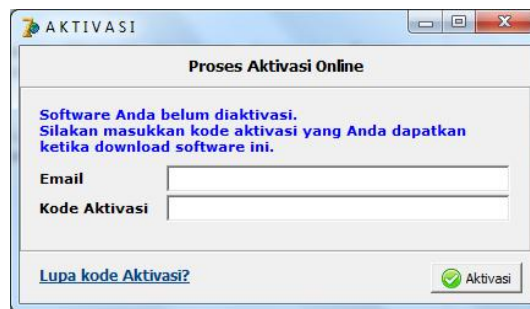 AKTIVASI
Proses Aktivasi Online
Software Anda belum diaktivasi.
Silakan masukkan kode aktivasi yang Anda dapatkan
ketika download software ini.
Email
Kode Aktivasi
Lupa kode Aktivasi?
Aktivasi